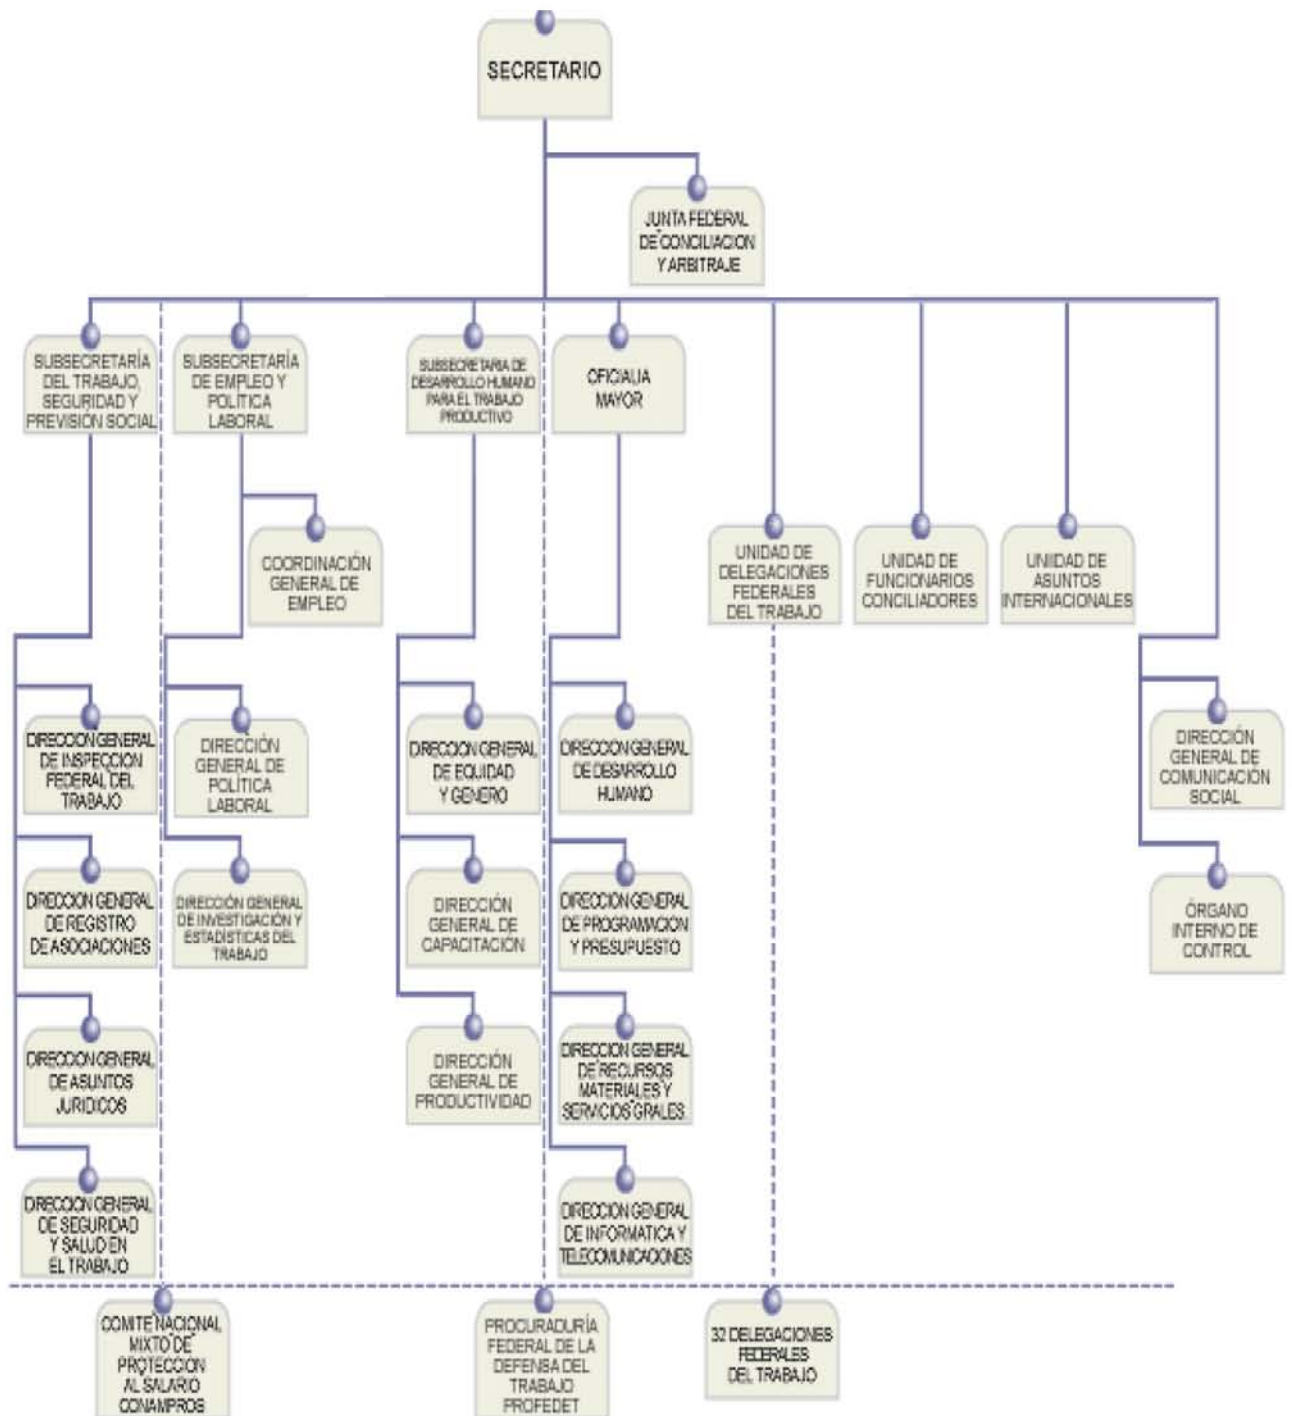 SECRETARIO
JUNTA FEDERAL
DE CONCILIACION
Y ARBITRAJE
SUBSECRETARÍA
DEL TRABAJO,
SEGURIDAD Y
PREVISIÓN SOCIAL
SUBSECRETARÍA
DE EMPLEO Y
POLÍTICA
LABORAL
SUBSECRETARIA DE
DESARROLLO HUMANO
PARA EL TRABAJO
PRODUCTIVO
OFICIALIA
MAYOR
COORDINACIÓN
GENERAL DE
EMPLEO
UNIDAD DE
DELEGACIONES
FEDERALES
DEL TRABAJO
UNIDAD DE
FUNCIONARIOS
CONCILIADORES
UNIIDAD DE
ASUNTOS
INTERNACIONALES
DIRECCION GENERAL
DE INSPECCION
FEDERAL DEL
TRABAJO
DIRECCIÓN
GENERAL DE
POLÍTICA
LABORAL
DIRECCION GENERAL
DE EQUIDAD
Y GENERO
DIRECCION GENERAL
DE DESARROLLO
HUMANO
DIRECCIÓN
GENERAL DE
COMUNICACIÓN
SOCIAL
DIRECCION GENERAL
DE REGISTRO
DE ASOCIACIONES
DIRECCIÓN GENERAL
DE INVESTIGACIÓN Y
ESTADÍSTICAS DEL
TRABAJO
DIRECCIÓN
GENERAL DE
CAPACITACIÓN
DIRECCION GENERAL
DE PROGRAMACION
Y PRESUPUESTO
ÓRGANO
INTERNO DE
CONTROL
DIRECCION GENERAL
DE ASUNTOS
JURIDICOS
DIRECCIÓN
GENERAL DE
PRODUCTIVIDAD
DIRECCION GENERAL
DE RECURSOS
MATERIALES Y
SERVICIOS GRALES.
DIRECCION GENERAL
DE SEGURIDAD
Y SALUD EN
EL TRABAJO
DIRECCION GENERAL
DE INFORMATICA Y
TELECOMUNICACIONES
COMITE NACIONAL
MIXTO DE
PROTECCION
AL SALARIO
CONAMPROS
PROCURADURÍA
FEDERAL DE LA
DEFENSA DEL
TRABAJO
PROFEDET
32 DELEGACIONES
FEDERALES
DEL TRABAJO